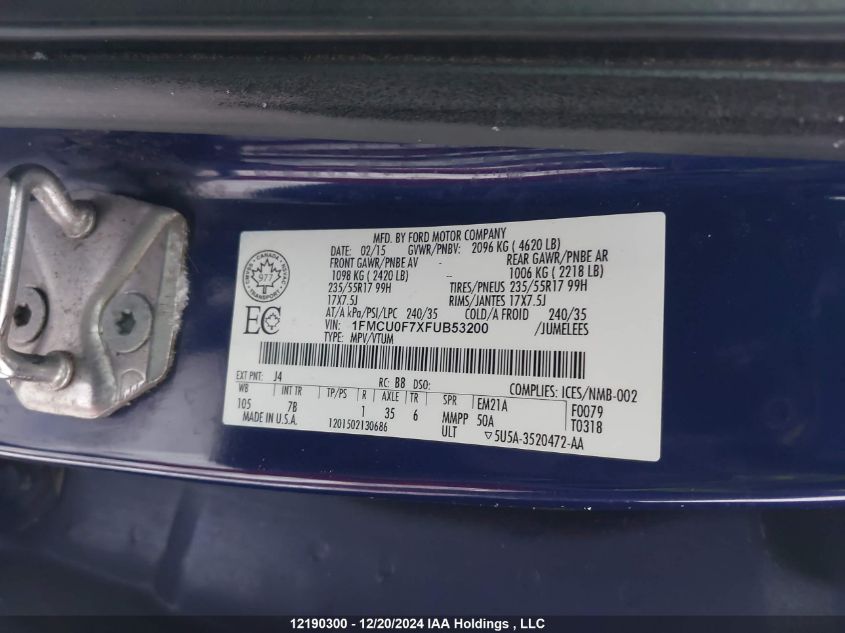 MFD. BY FORD MOTOR COMPANY
DATE: 02/15 GVWR/PNBV: 2096 KG ( 4620 LB)
FRONT GAWR/PNBE AV -- REAR GAWR/PNBE AR
1098 KG ( 2420 LB) 1006 KG ( 2218 LB)
235/55R17 99H TIRES/PNEUS 235/55R17 99H
17X7.5J RIMS/JANTES 17X7.5J
AT/A kPa/PSI/LPC 240/35 COLD/A FROID 240/35
VIN: 1FMCU0F7XFUB53200 /JUMELEES
TYPE: MPV/VTUM
CANADA
977
TRANSPORT
EC
EXT PNT: J4 RC: B8 DSO: COMPLIES: ICES/NMB-002
WB INT TR TP/PS R AXLE TR SPR EM21A F0079
105 7B 1 35 6 MMPP 50A T0318
MADE IN U.S.A. 1201502130686 ULT ▽5U5A-3520472-AA
12190300 - 12/20/2024 IAA Holdings , LLC